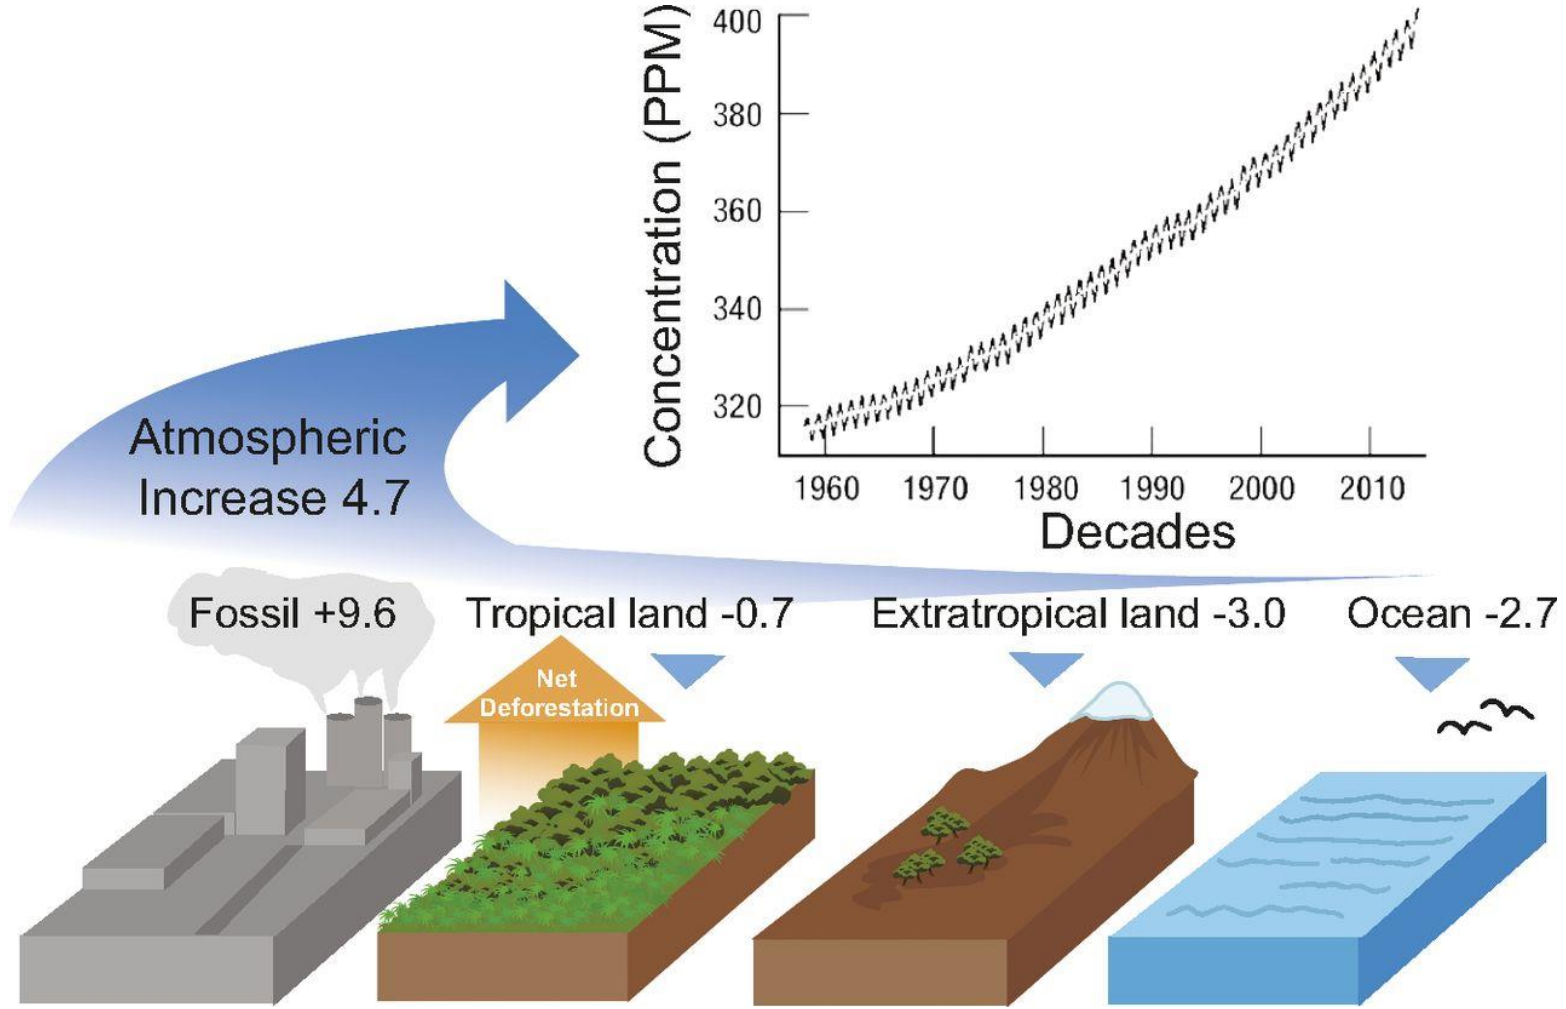 400
380
360
340
320
Concentration (PPM)
1960 1970 1980 1990 2000 2010
Decades
Atmospheric
Increase 4.7
Fossil +9.6
Tropical land -0.7
Extratropical land -3.0
Ocean -2.7
Net
Deforestation